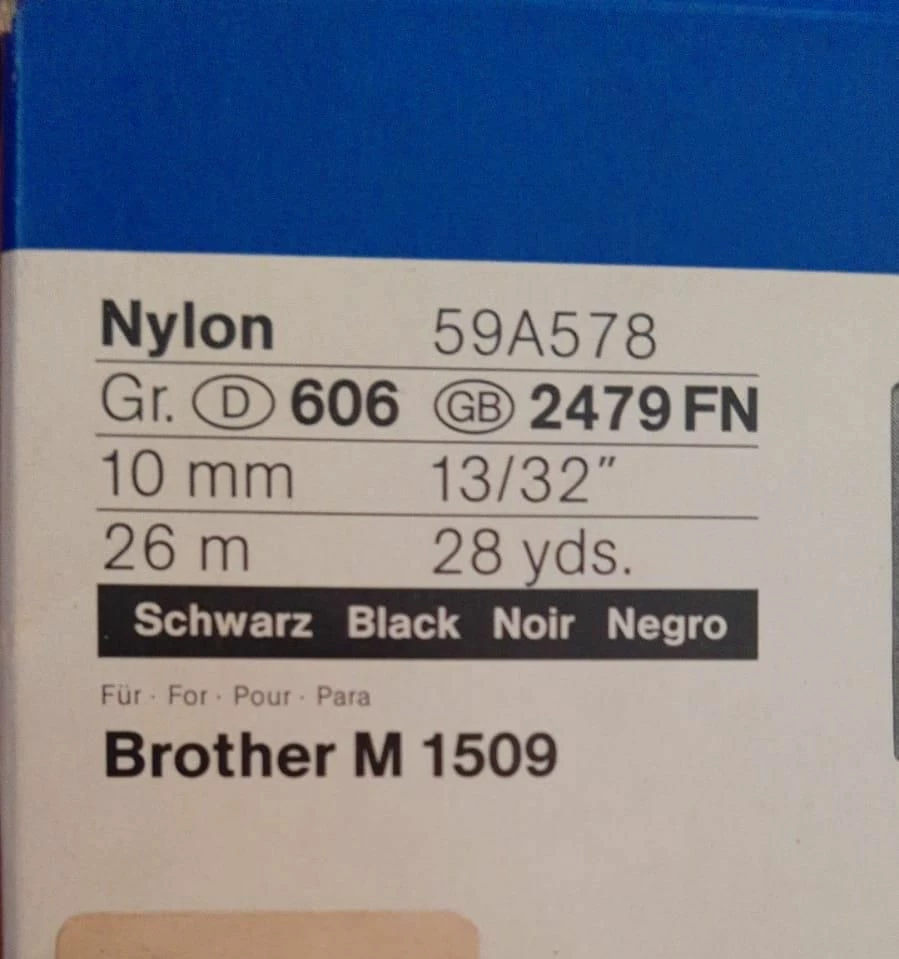 Nylon 59A578
Gr. D 606 GB 2479 FN
10 mm 13/32"
26 m 28 yds.
Schwarz Black Noir Negro
Für · For · Pour · Para
Brother M 1509